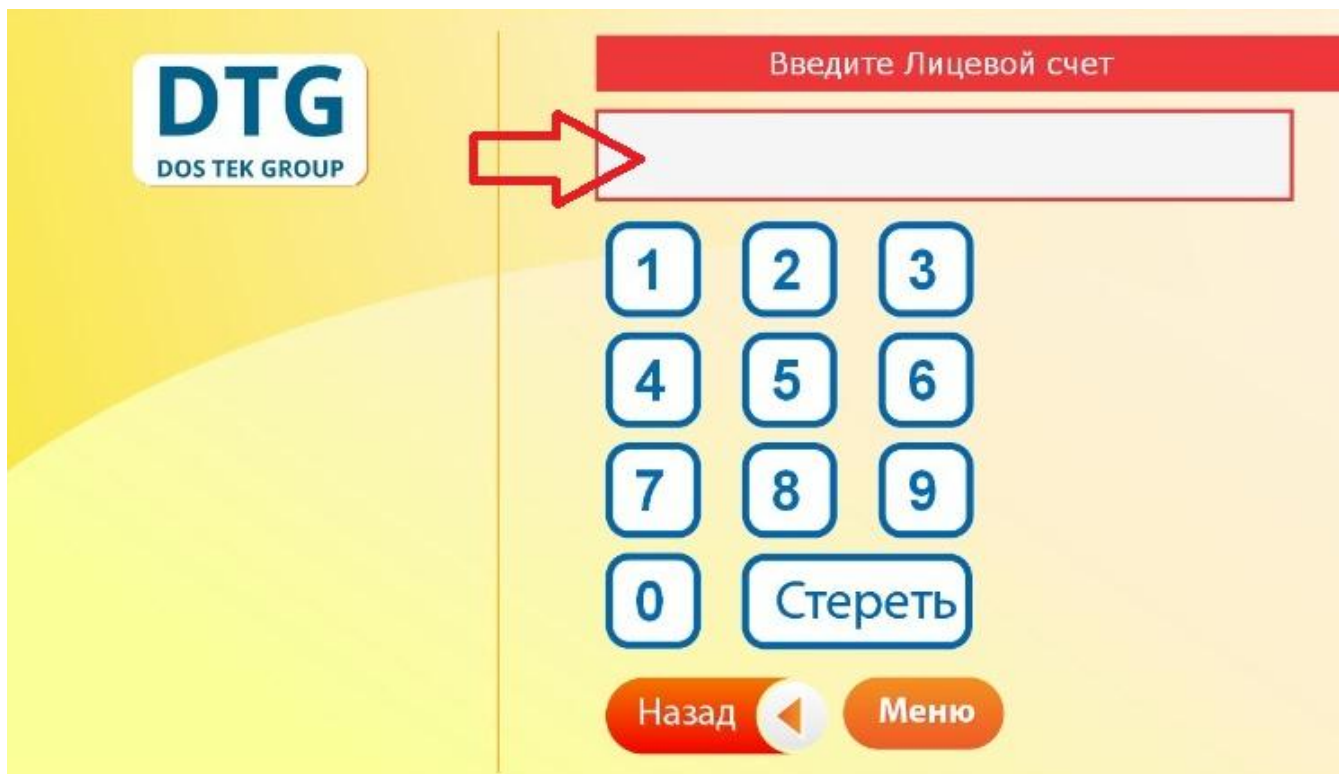 DTG
DOS TEK GROUP
Введите Лицевой счет
1 2 3
4 5 6
7 8 9
0 Стереть
Назад Меню